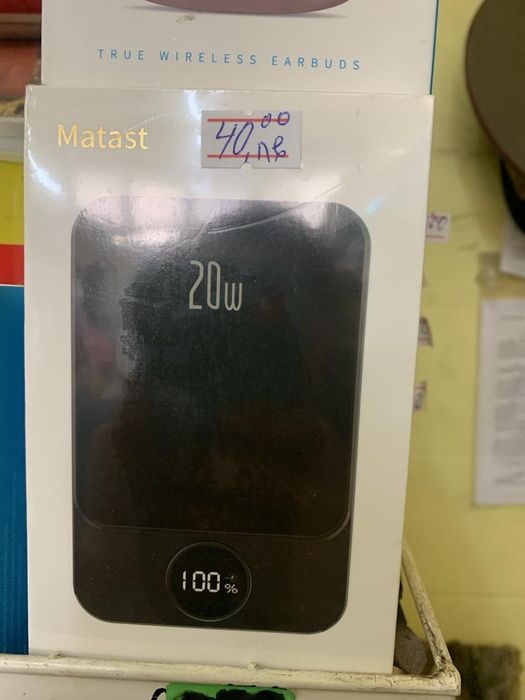 TRUE WIRELESS EARBUDS
Matast
40,00 лв
20w
100%